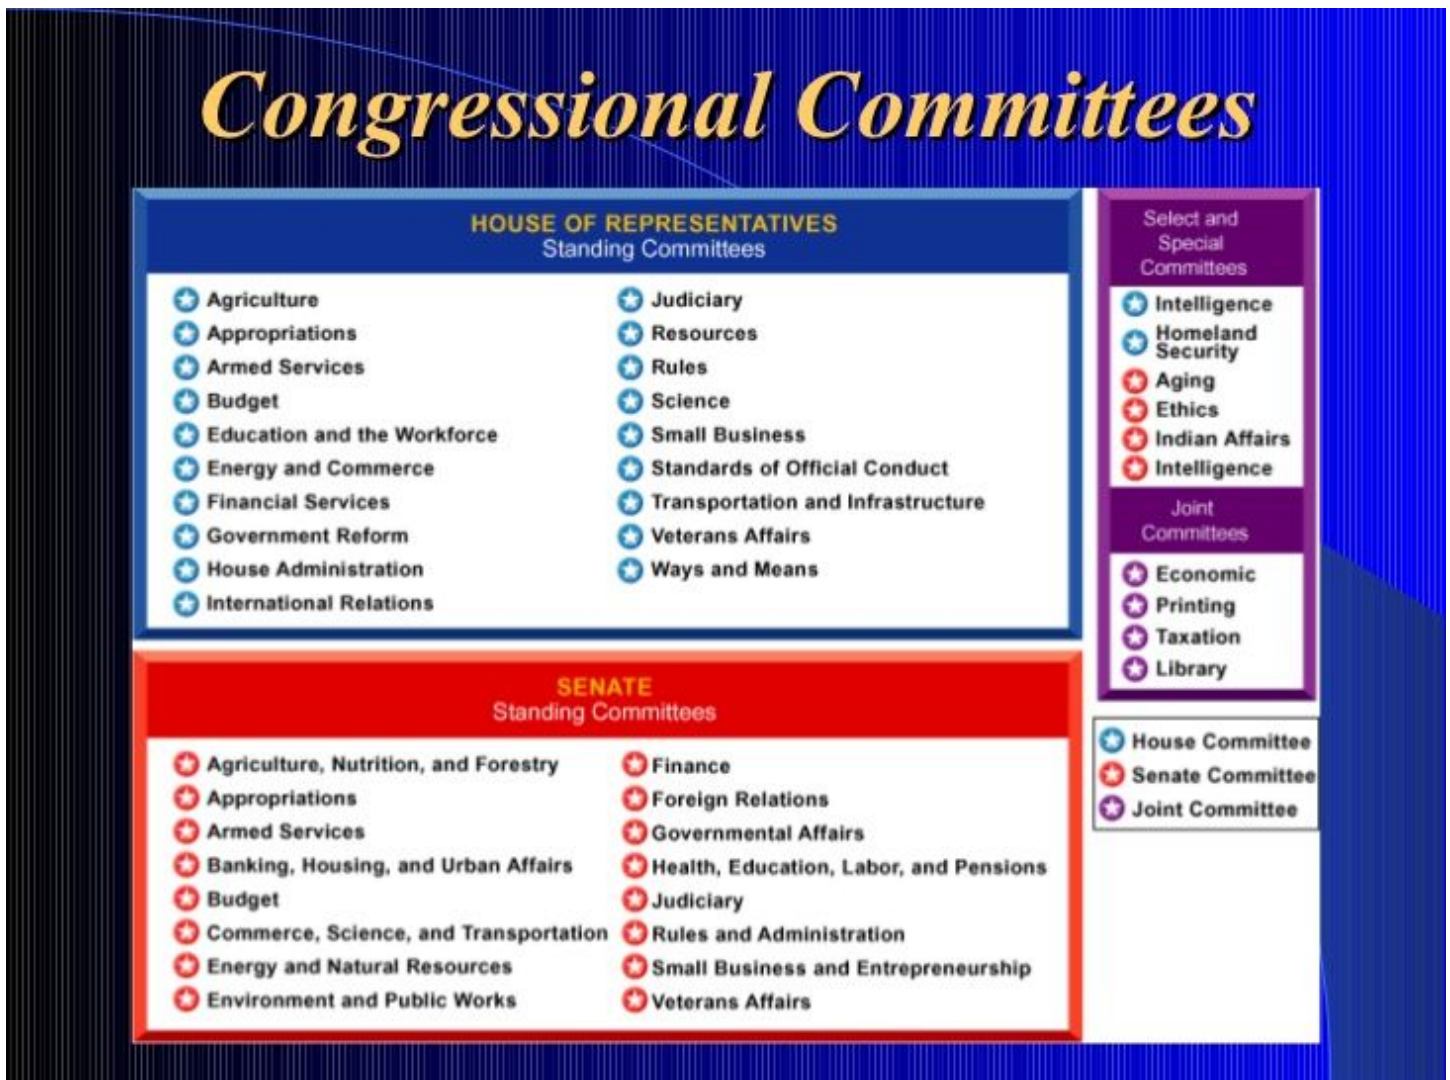 Congressional Committees
HOUSE OF REPRESENTATIVES
Standing Committees
Agriculture
Appropriations
Armed Services
Budget
Education and the Workforce
Energy and Commerce
Financial Services
Government Reform
House Administration
International Relations
Judiciary
Resources
Rules
Science
Small Business
Standards of Official Conduct
Transportation and Infrastructure
Veterans Affairs
Ways and Means
SENATE
Standing Committees
Agriculture, Nutrition, and Forestry
Appropriations
Armed Services
Banking, Housing, and Urban Affairs
Budget
Commerce, Science, and Transportation
Energy and Natural Resources
Environment and Public Works
Finance
Foreign Relations
Governmental Affairs
Health, Education, Labor, and Pensions
Judiciary
Rules and Administration
Small Business and Entrepreneurship
Veterans Affairs
Select and
Special
Committees
Intelligence
Homeland
Security
Aging
Ethics
Indian Affairs
Intelligence
Joint
Committees
Economic
Printing
Taxation
Library
House Committee
Senate Committee
Joint Committee